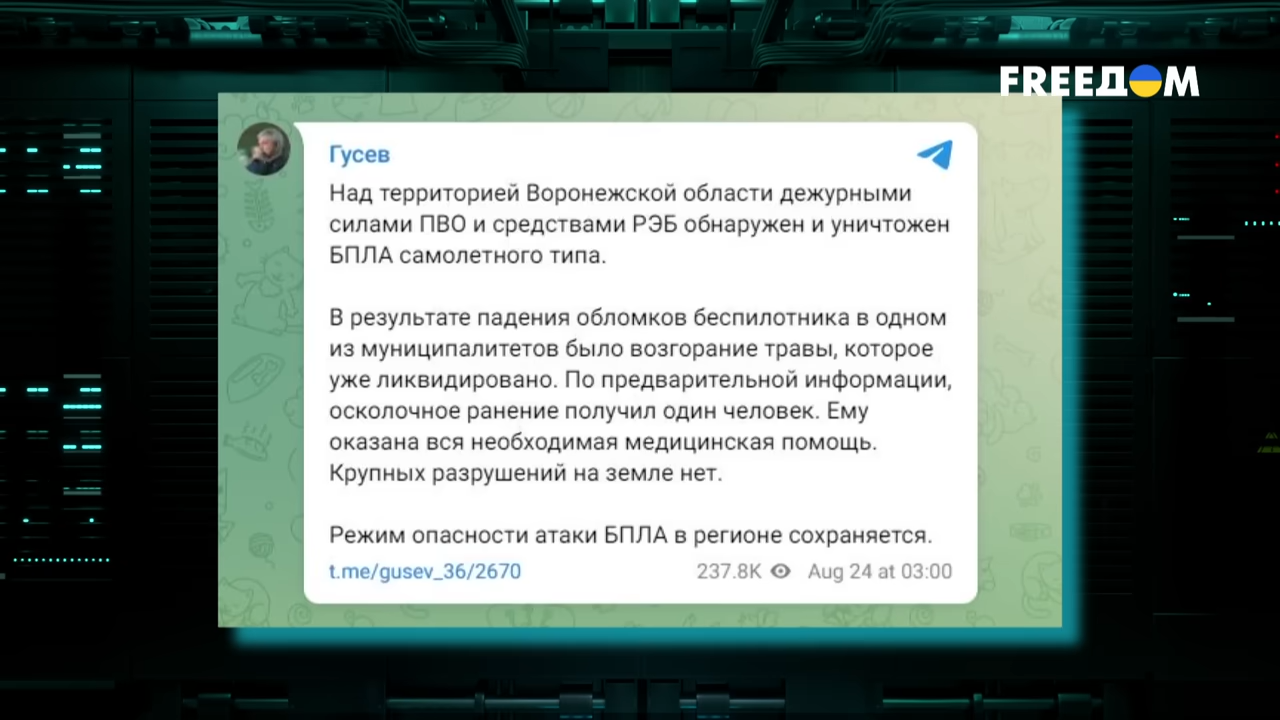 FREEДOM
Гусев
Над территорией Воронежской области дежурными
силами ПВО и средствами РЭБ обнаружен и уничтожен
БПЛА самолетного типа.
В результате падения обломков беспилотника в одном
из муниципалитетов было возгорание травы, которое
уже ликвидировано. По предварительной информации,
осколочное ранение получил один человек. Ему
оказана вся необходимая медицинская помощь.
Крупных разрушений на земле нет.
Режим опасности атаки БПЛА в регионе сохраняется.
t.me/gusev_36/2670 237.8K Aug 24 at 03:00